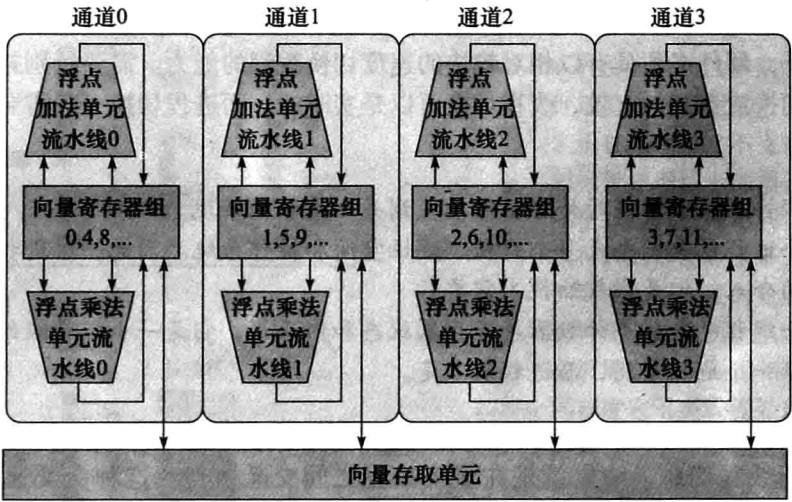 通道0
通道1
通道2
通道3
浮点
加法单元
流水线0
浮点
加法单元
流水线1
浮点
加法单元
流水线2
浮点
加法单元
流水线3
向量寄存器组
0,4,8,...
向量寄存器组
1,5,9,...
向量寄存器组
2,6,10,...
向量寄存器组
3,7,11,...
浮点乘法
单元流
水线0
浮点乘法
单元流
水线1
浮点乘法
单元流
水线2
浮点乘法
单元流
水线3
向量存取单元